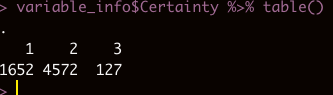 > variable_info$Certainty %>% table()
.
   1    2    3
1652 4572  127
>